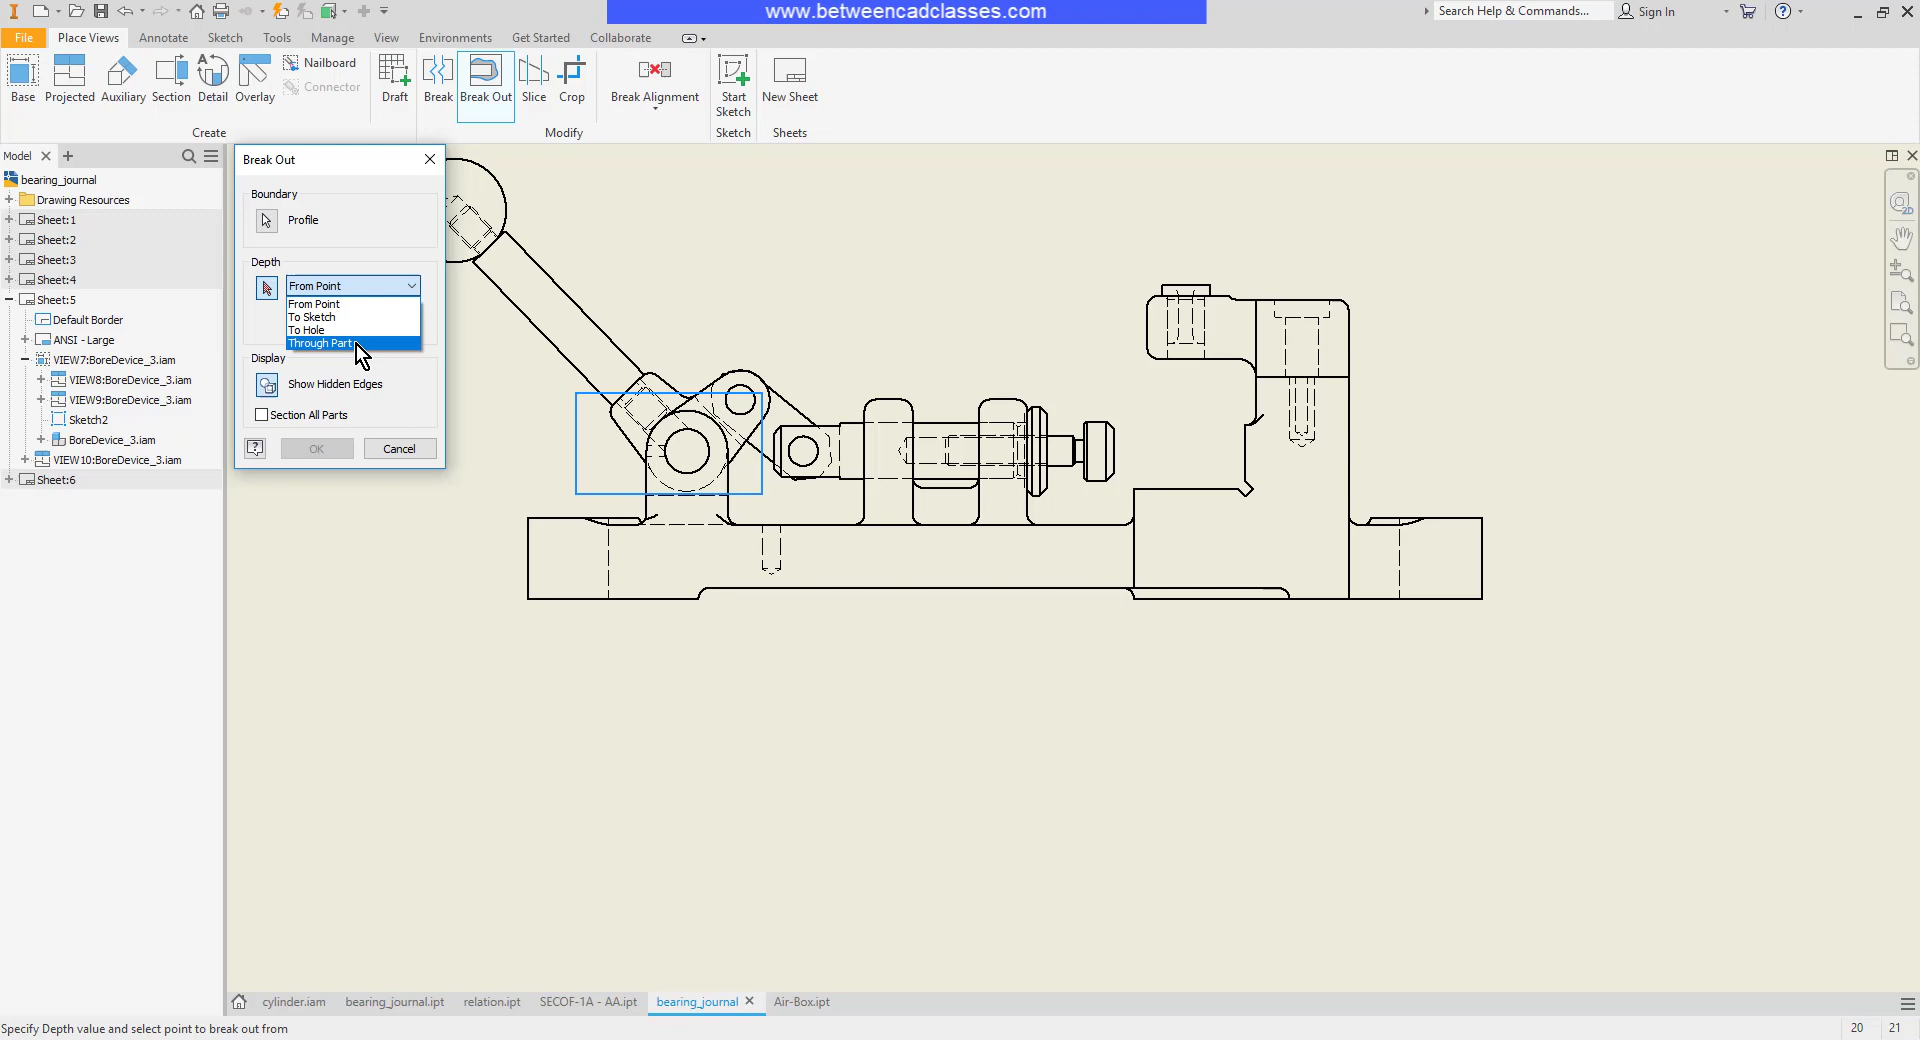 www.betweencadclasses.com
Search Help & Commands...
Sign In
File
Place Views
Annotate
Sketch
Tools
Manage
View
Environments
Get Started
Collaborate
Base
Projected
Auxiliary
Section
Detail
Overlay
Nailboard
Connector
Draft
Break
Break Out
Slice
Crop
Break Alignment
Start
Sketch
New Sheet
Create
Modify
Sketch
Sheets
Model
bearing_journal
Drawing Resources
Sheet:1
Sheet:2
Sheet:3
Sheet:4
Sheet:5
Default Border
ANSI - Large
VIEW7:BoreDevice_3.iam
VIEW8:BoreDevice_3.iam
VIEW9:BoreDevice_3.iam
Sketch2
BoreDevice_3.iam
VIEW10:BoreDevice_3.iam
Sheet:6
Break Out
Boundary
Profile
Depth
From Point
From Point
To Sketch
To Hole
Through Part
Display
Show Hidden Edges
Section All Parts
OK
Cancel
cylinder.iam
bearing_journal.ipt
relation.ipt
SECOF-1A - AA.ipt
bearing_journal
Air-Box.ipt
Specify Depth value and select point to break out from
20
21